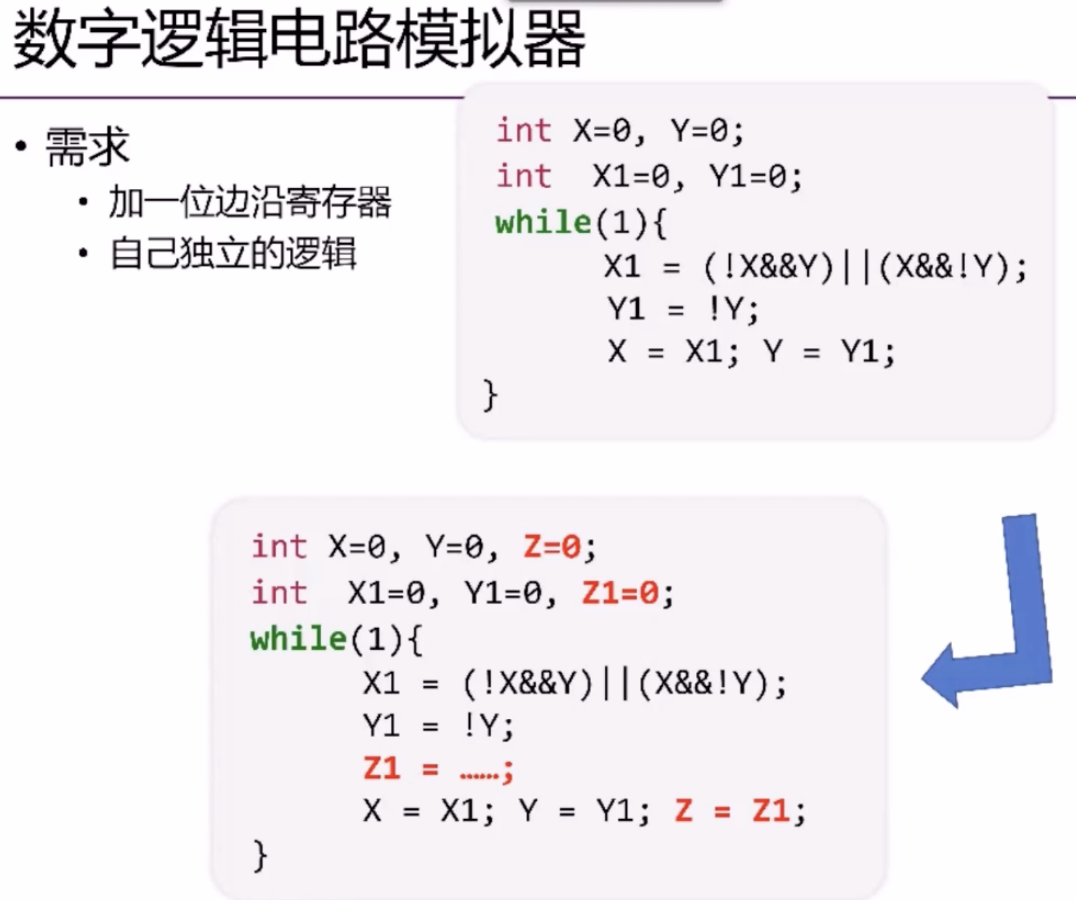 数字逻辑电路模拟器
• 需求
• 加一位边沿寄存器
• 自己独立的逻辑
int X=0, Y=0;
int  X1=0, Y1=0;
while(1){
X1 = (!X&&Y)||(X&&!Y);
Y1 = !Y;
X = X1; Y = Y1;
}
int X=0, Y=0, Z=0;
int  X1=0, Y1=0, Z1=0;
while(1){
X1 = (!X&&Y)||(X&&!Y);
Y1 = !Y;
Z1 = ……;
X = X1; Y = Y1; Z = Z1;
}